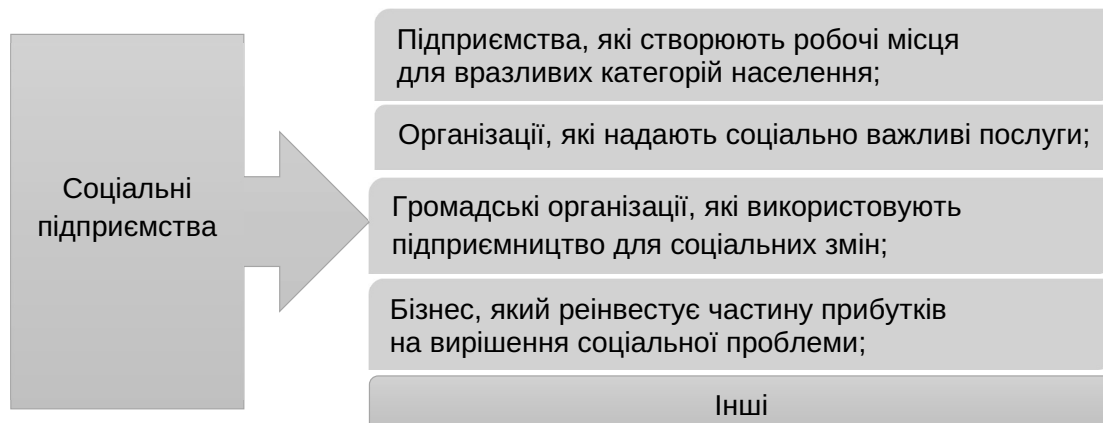 Соціальні
підприємства
Підприємства, які створюють робочі місця
для вразливих категорій населення;
Організації, які надають соціально важливі послуги;
Громадські організації, які використовують
підприємництво для соціальних змін;
Бізнес, який реінвестує частину прибутків
на вирішення соціальної проблеми;
Інші